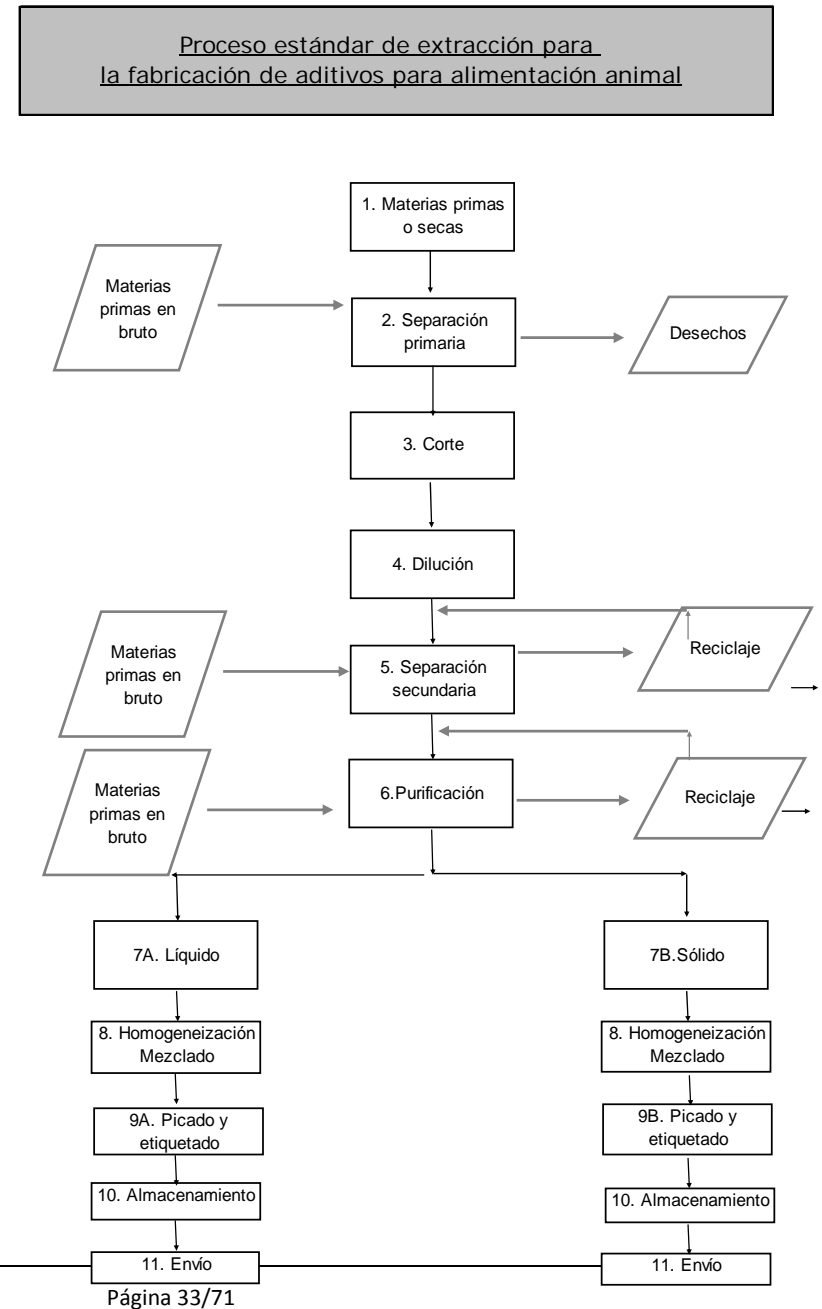 Proceso estándar de extracción para
la fabricación de aditivos para alimentación animal
1. Materias primas
o secas
Materias
primas en
bruto
2. Separación
primaria
Desechos
3. Corte
4. Dilución
Materias
primas en
bruto
5. Separación
secundaria
Reciclaje
Materias
primas en
bruto
6.Purificación
Reciclaje
7A. Líquido
7B.Sólido
8. Homogeneización
Mezclado
8. Homogeneización
Mezclado
9A. Picado y
etiquetado
9B. Picado y
etiquetado
10. Almacenamiento
10. Almacenamiento
11. Envío
11. Envío
Página 33/71